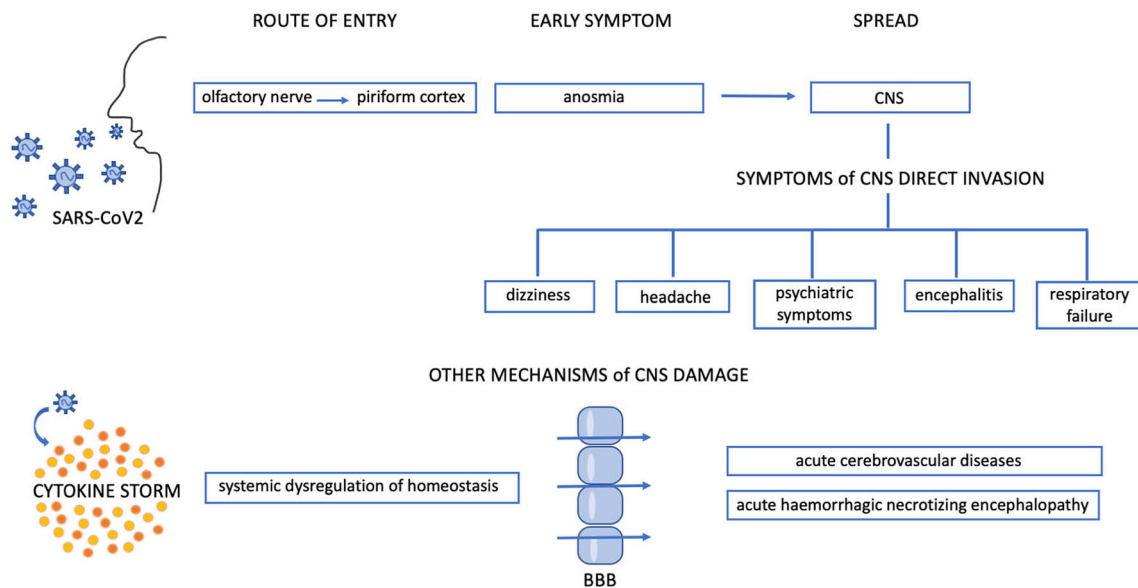 ROUTE OF ENTRY
EARLY SYMPTOM
SPREAD
olfactory nerve
piriform cortex
anosmia
CNS
SARS-CoV2
SYMPTOMS of CNS DIRECT INVASION
dizziness
headache
psychiatric
symptoms
encephalitis
respiratory
failure
OTHER MECHANISMS of CNS DAMAGE
CYTOKINE STORM
systemic dysregulation of homeostasis
BBB
acute cerebrovascular diseases
acute haemorrhagic necrotizing encephalopathy